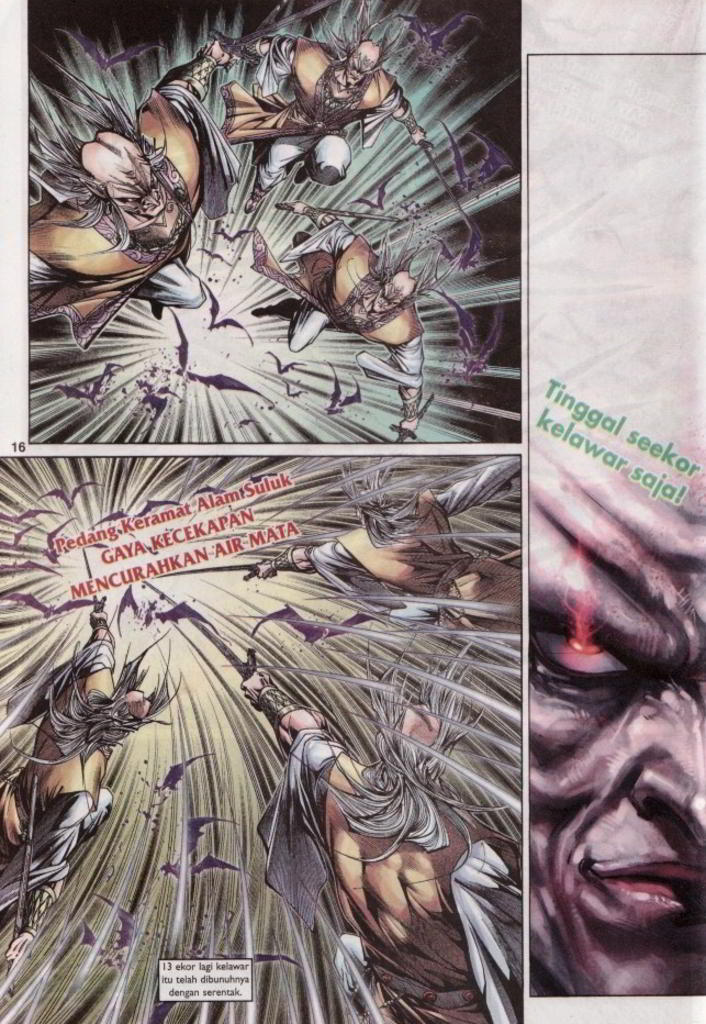 16
Pedang Keramat Alam Suluk
GAYA KECEKAPAN
MENCURAHKAN AIR MATA
13 ekor lagi kelawar
itu telah dibunuhnya
dengan serentak.
Tinggal seekor
kelawar saja!